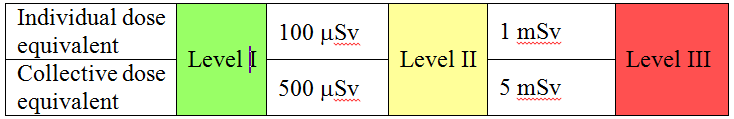 Individual dose
equivalent
Level I
100 μSv
Level II
1 mSv
Level III
Collective dose
equivalent
500 μSv
5 mSv